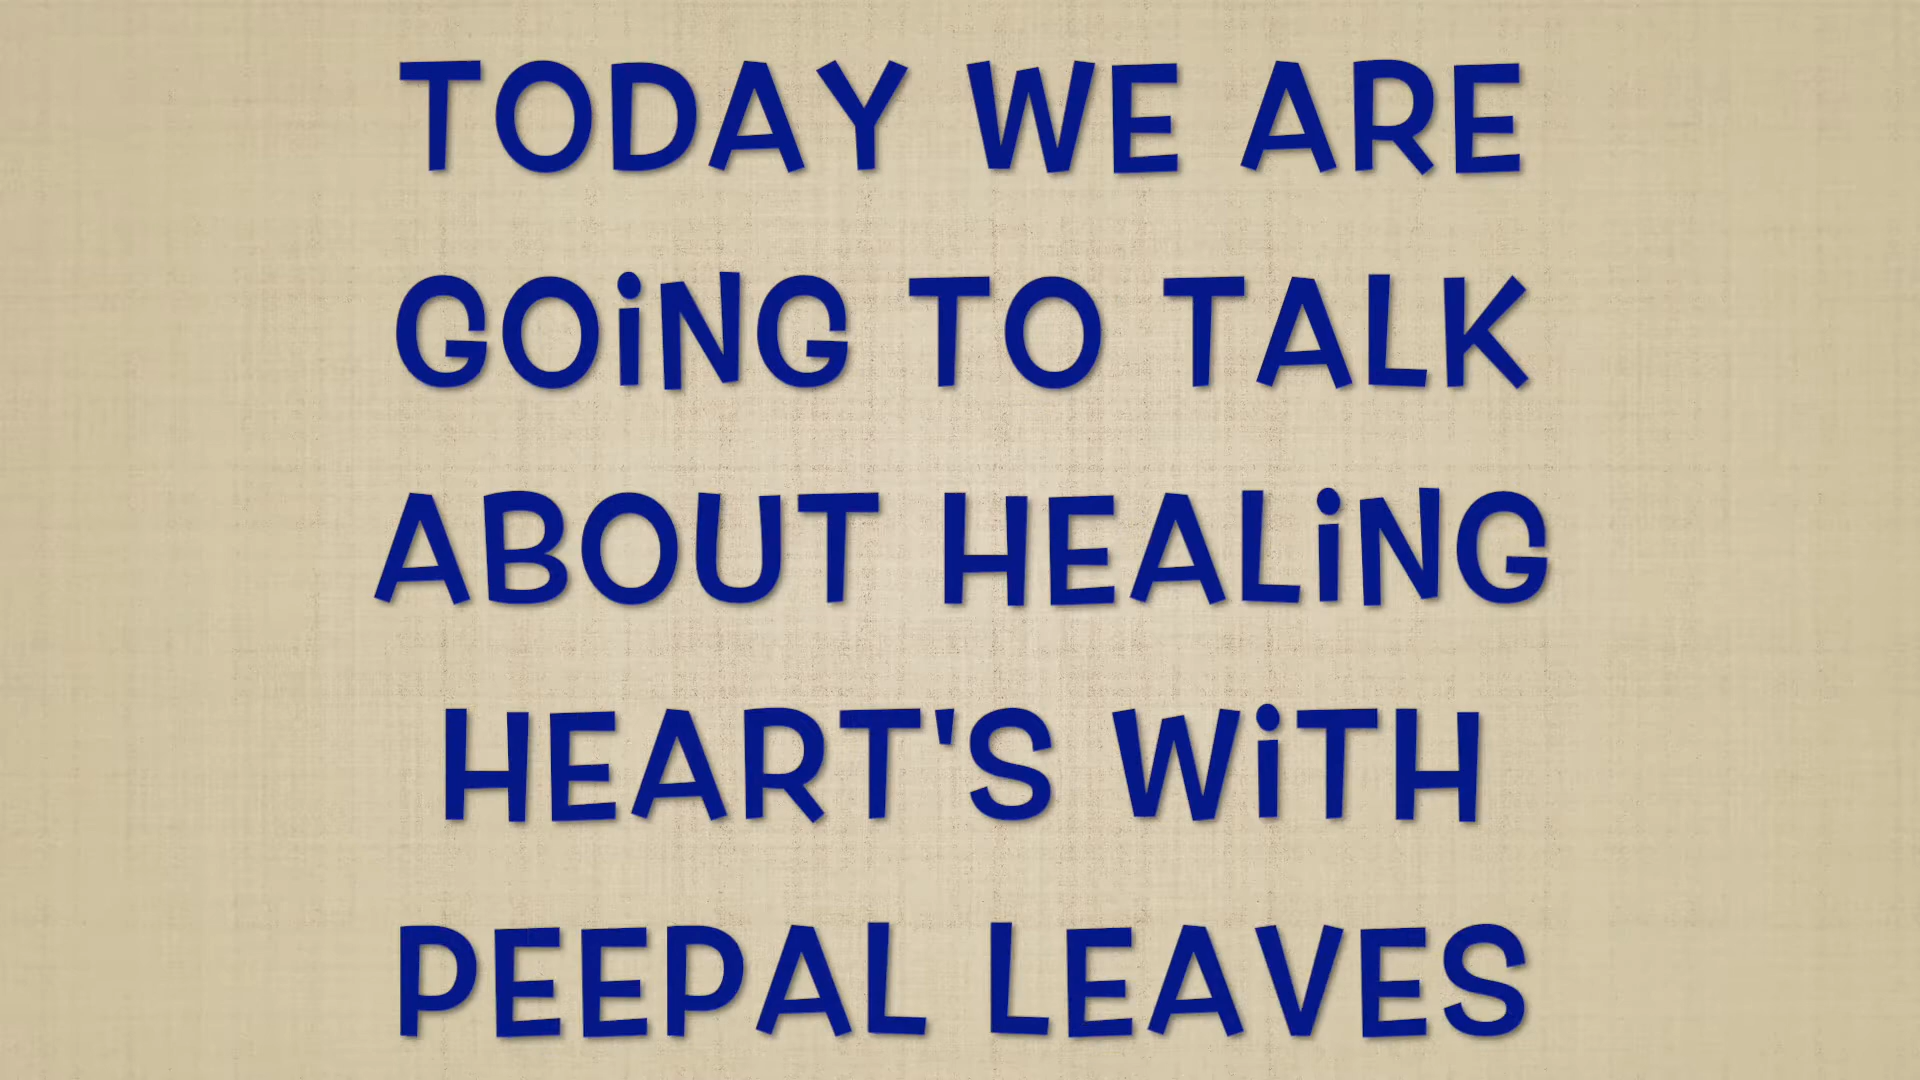 TODAY WE ARE
GOiNG TO TALK
ABOUT HEALiNG
HEART'S WiTH
PEEPAL LEAVES